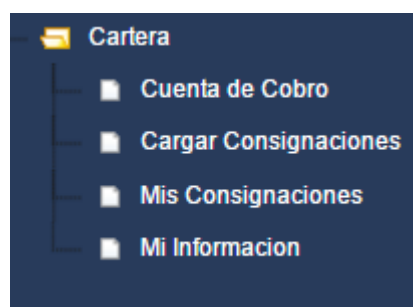 Cartera
Cuenta de Cobro
Cargar Consignaciones
Mis Consignaciones
Mi Informacion